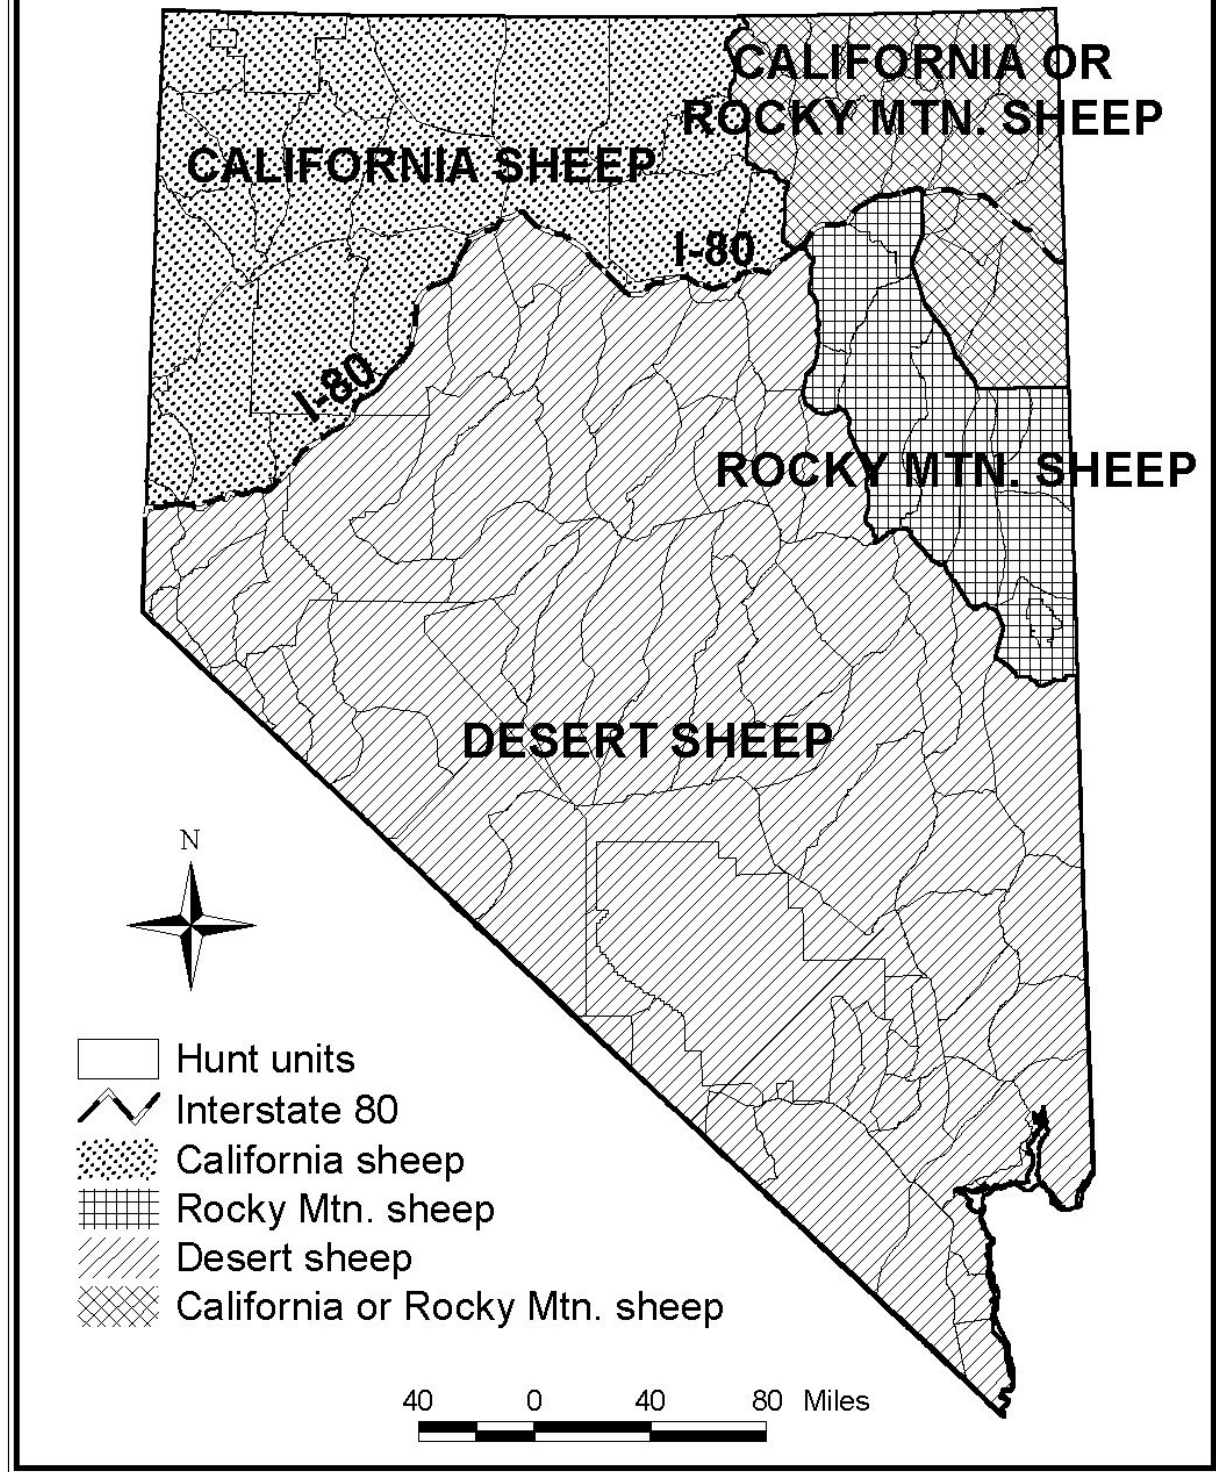 CALIFORNIA OR
ROCKY MTN. SHEEP
CALIFORNIA SHEEP
I-80
I-80
ROCKY MTN. SHEEP
DESERT SHEEP
N
Hunt units
Interstate 80
California sheep
Rocky Mtn. sheep
Desert sheep
California or Rocky Mtn. sheep
40 0 40 80 Miles